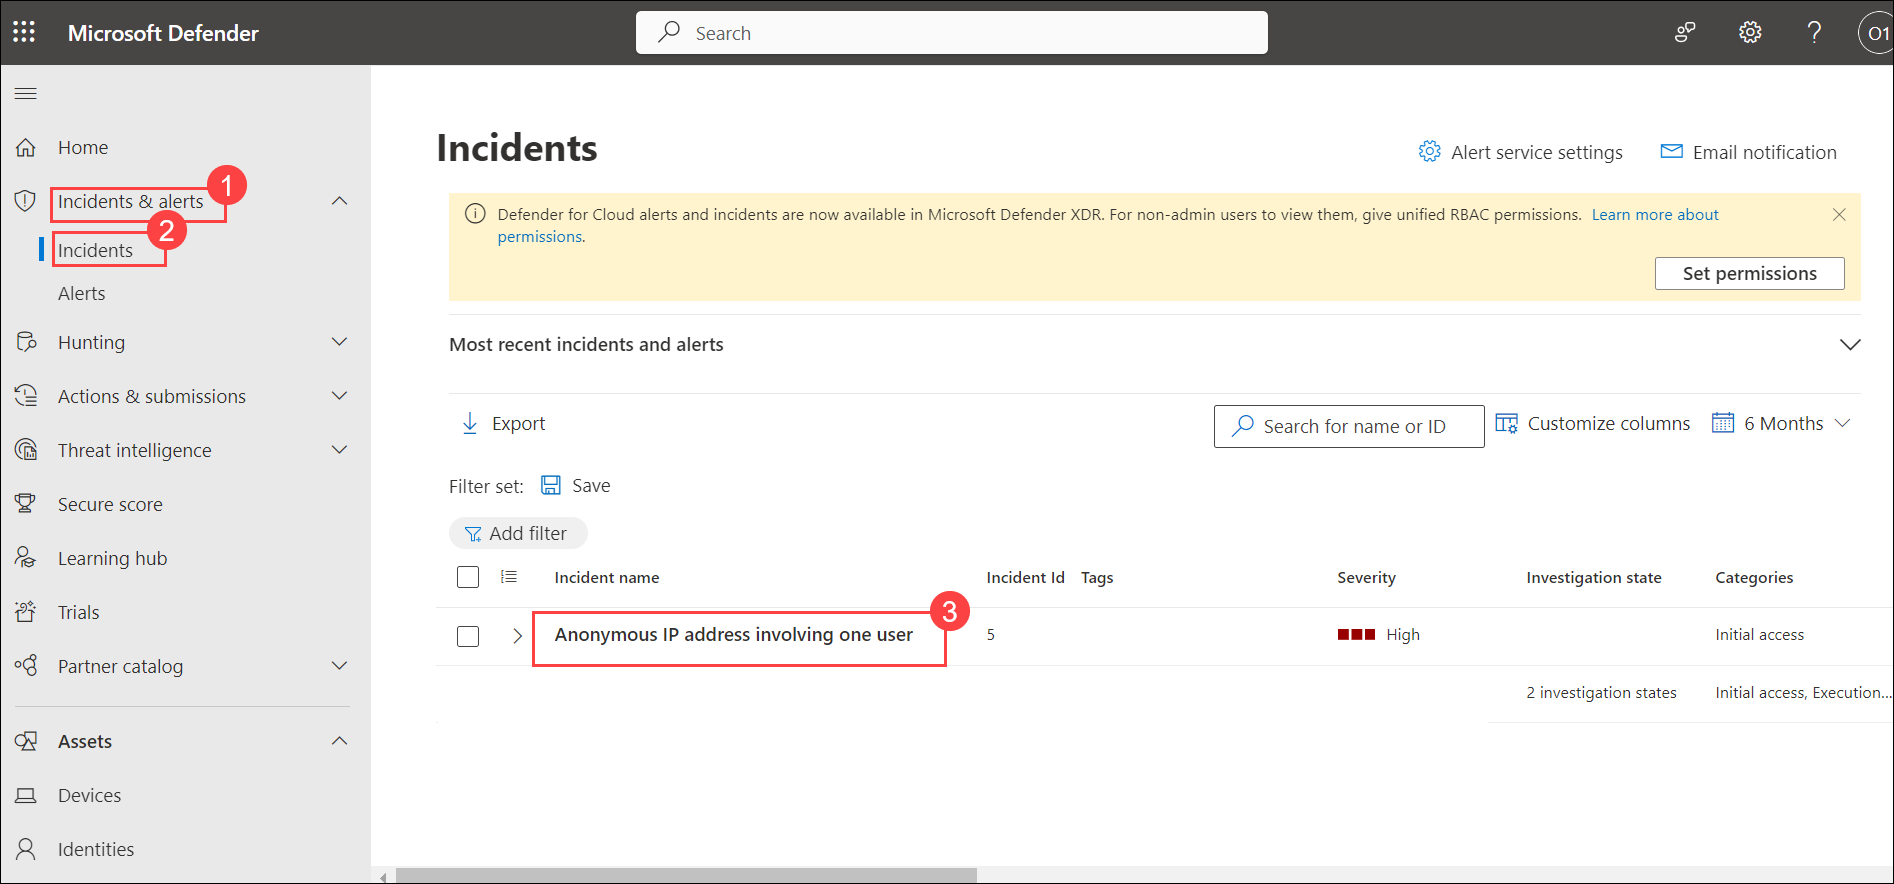 Microsoft Defender
Search
O1
Home
Incidents & alerts
1
Incidents
2
Alerts
Hunting
Actions & submissions
Threat intelligence
Secure score
Learning hub
Trials
Partner catalog
Assets
Devices
Identities
Incidents
Alert service settings
Email notification
Defender for Cloud alerts and incidents are now available in Microsoft Defender XDR. For non-admin users to view them, give unified RBAC permissions. Learn more about
permissions.
Set permissions
Most recent incidents and alerts
Export
Search for name or ID
Customize columns
6 Months
Filter set:
Save
Add filter
Incident name Incident Id Tags Severity Investigation state Categories
3
Anonymous IP address involving one user 5 High Initial access
2 investigation states Initial access, Execution...